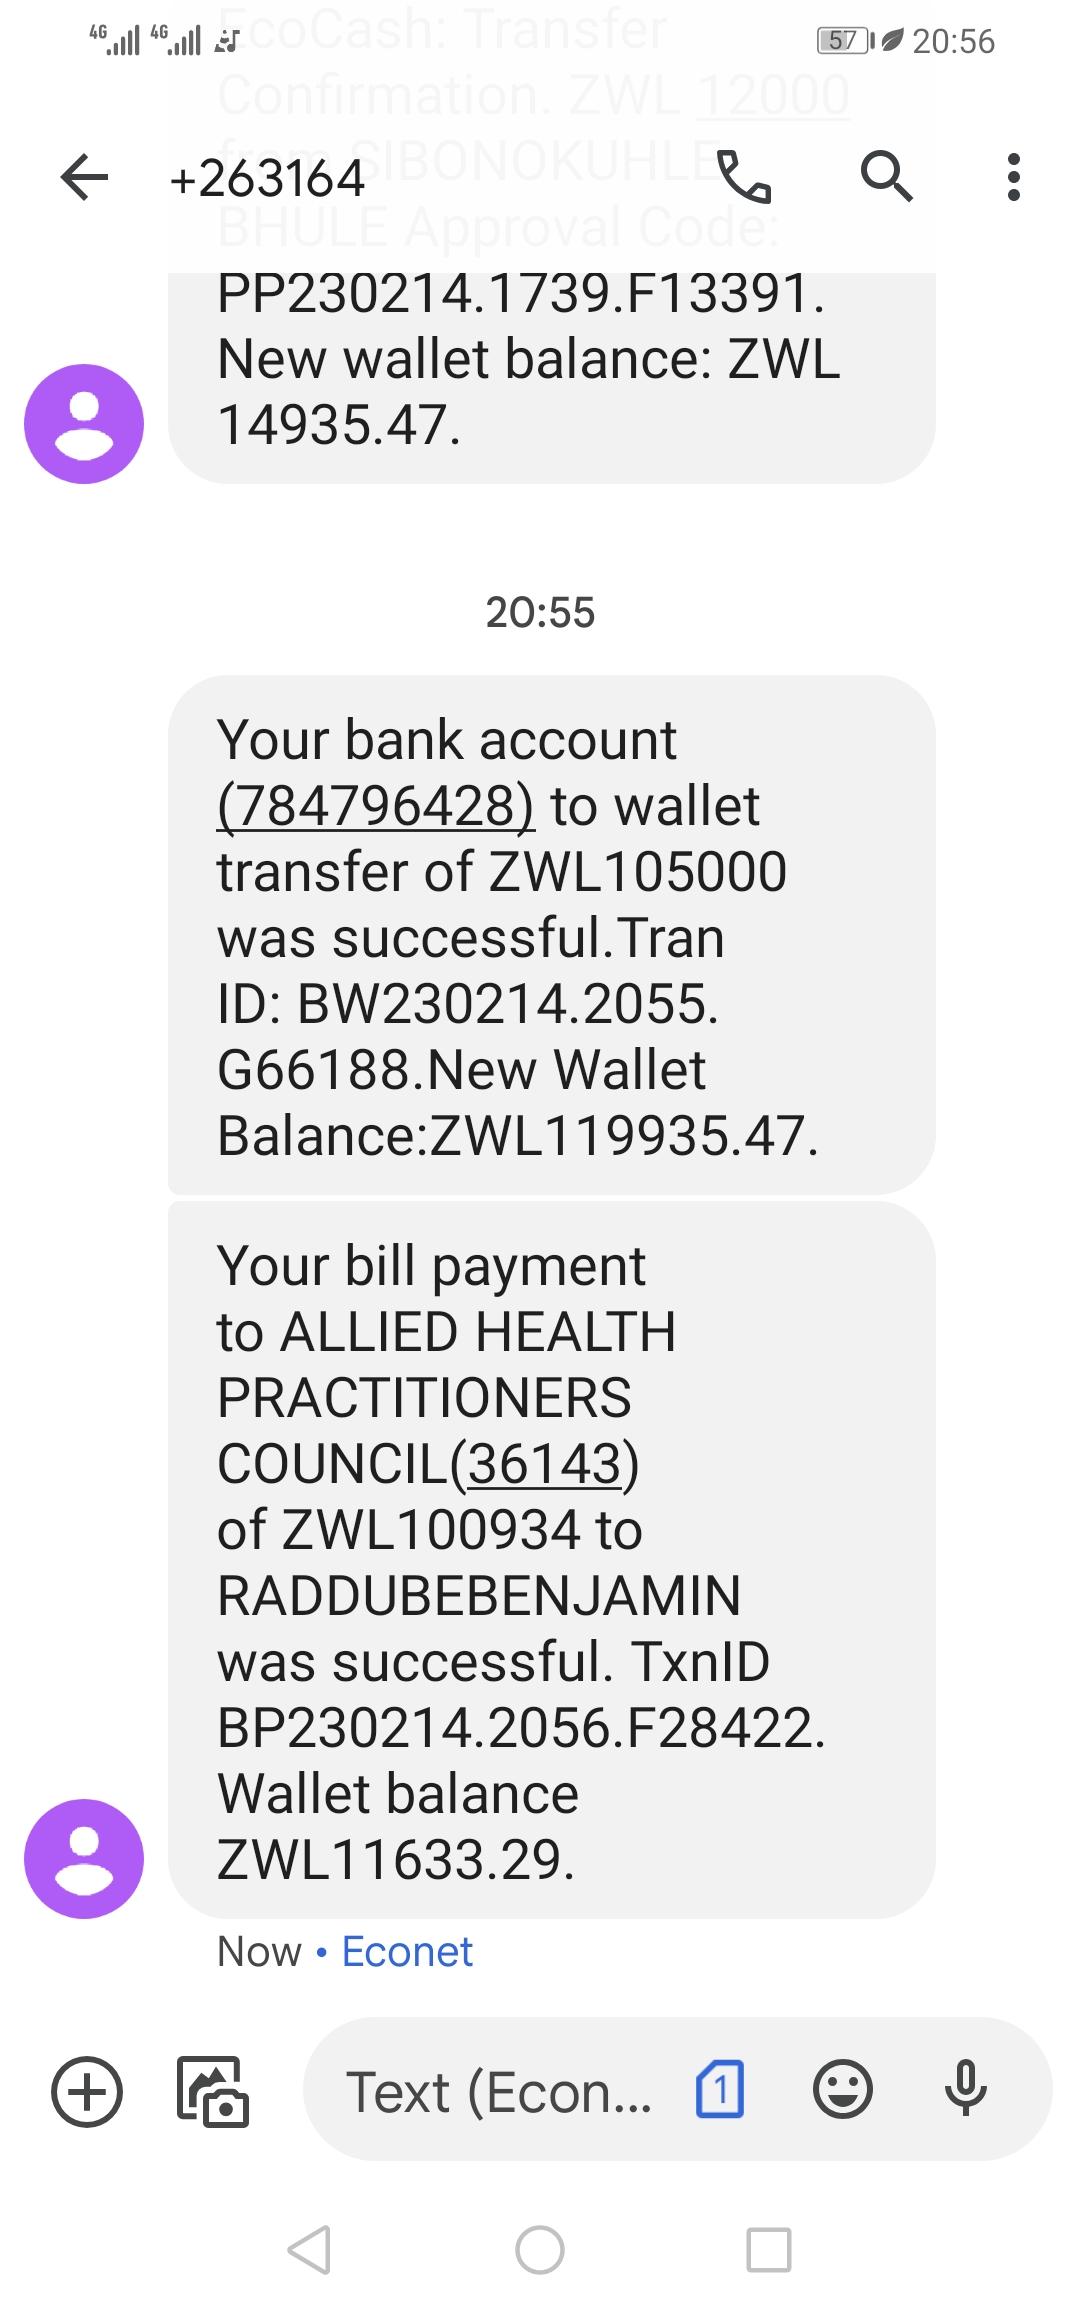 4G 4G 57 20:56
EcoCash: Transfer
Confirmation. ZWL 12000
from SIBONOKUHLE
+263164
BHULE Approval Code:
PP230214.1739.F13391.
New wallet balance: ZWL
14935.47.
20:55
Your bank account
(784796428) to wallet
transfer of ZWL105000
was successful.Tran
ID: BW230214.2055.
G66188.New Wallet
Balance:ZWL119935.47.
Your bill payment
to ALLIED HEALTH
PRACTITIONERS
COUNCIL(36143)
of ZWL100934 to
RADDUBEBENJAMIN
was successful. TxnID
BP230214.2056.F28422.
Wallet balance
ZWL11633.29.
Now • Econet
Text (Econ... 1